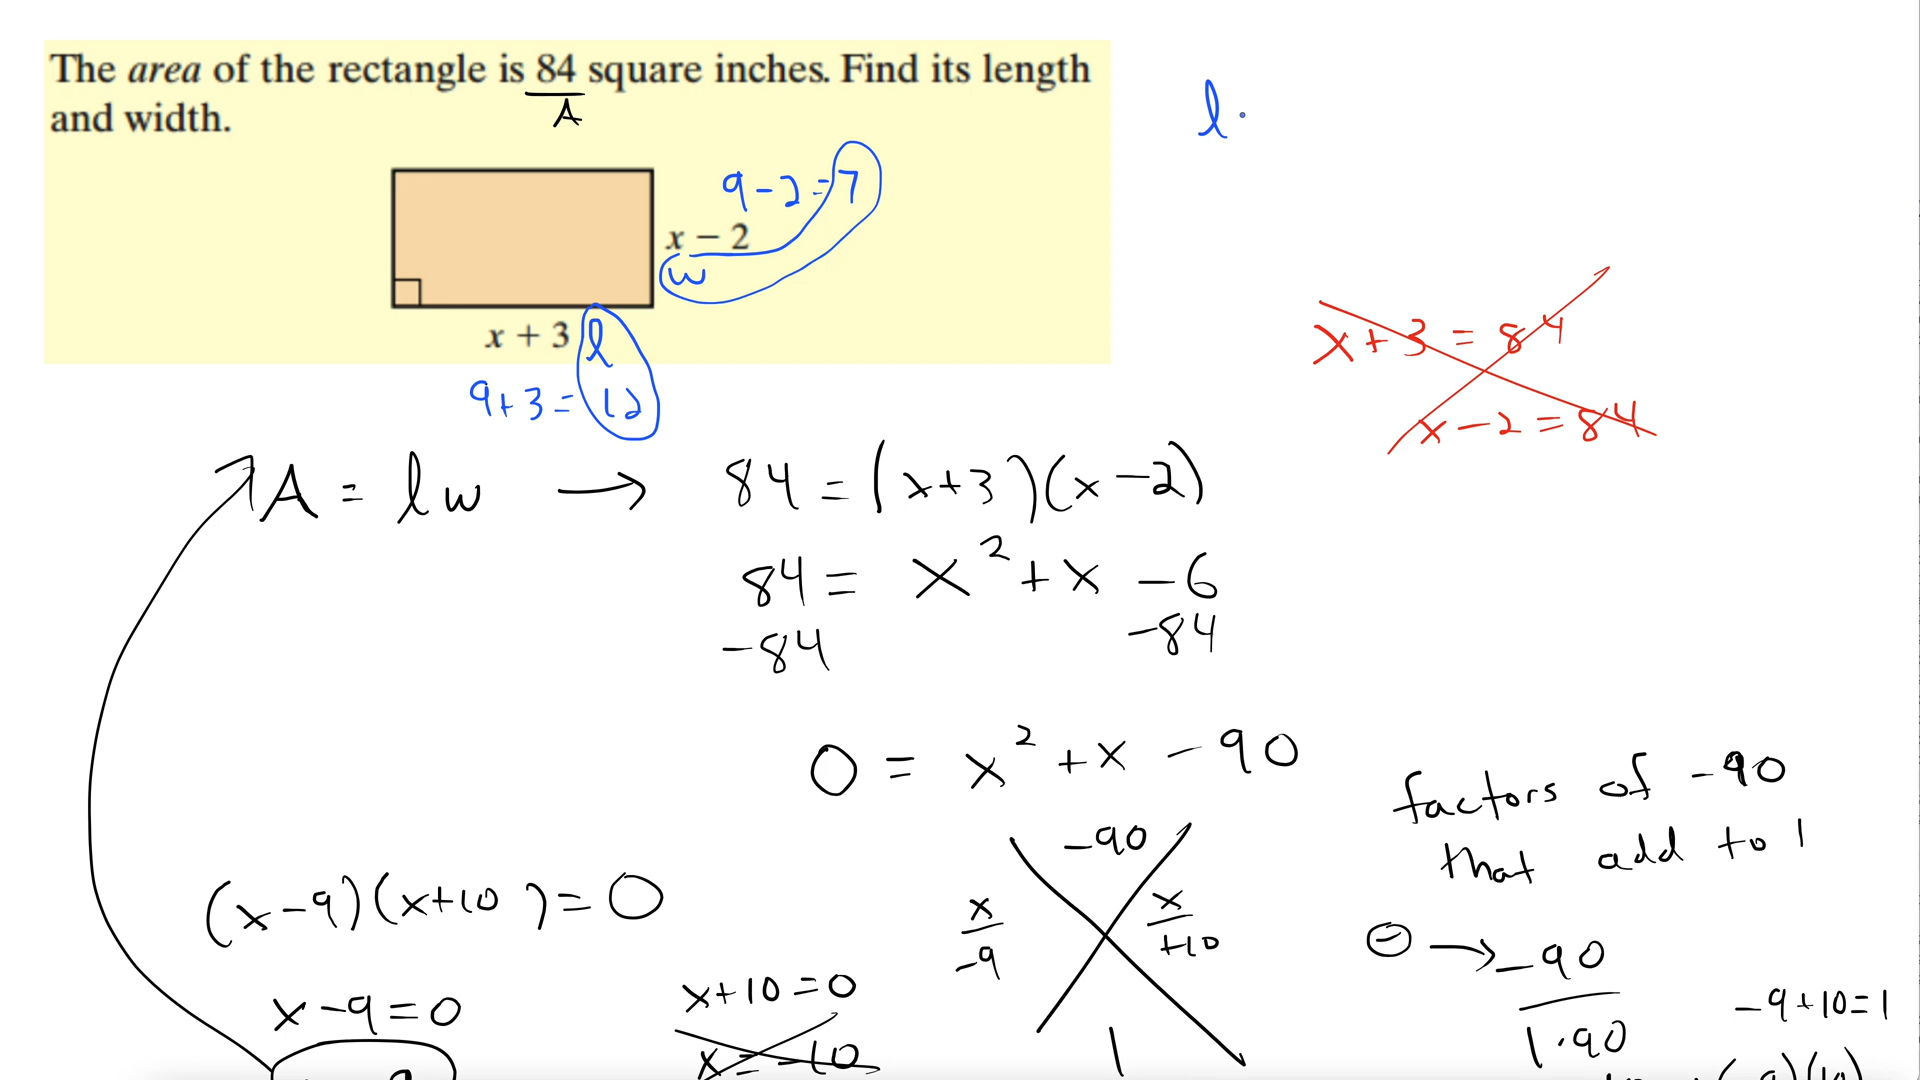 The area of the rectangle is 84 square inches. Find its length
and width.
A
l ·
9 - 2 = 7
x − 2
w
x + 3 l
9 + 3 = 12
x + 3 = 84
x - 2 = 84
A = l w → 84 = (x+3)(x-2)
84 = x² + x - 6
-84 -84
0 = x² + x - 90
factors of -90
that add to 1
-90
x x
-9 +10
1
(x-9)(x+10) = 0
x - 9 = 0
x + 10 = 0
x = -10
⊖ → -90
1·90
-9 + 10 = 1